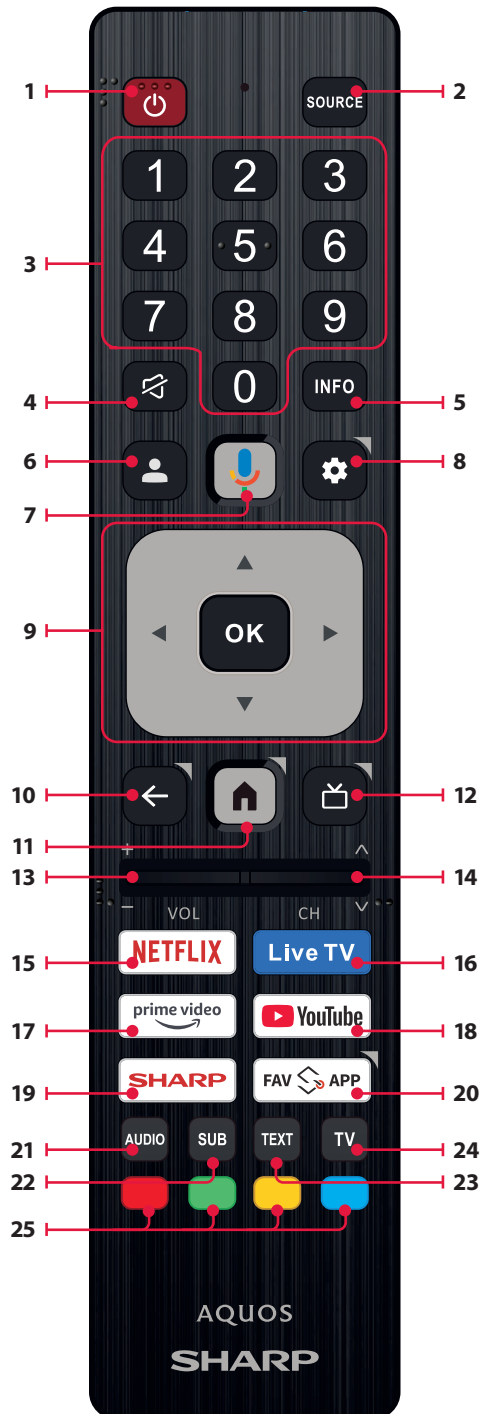 1 2
SOURCE
1 2 3
4 5 6
3
7 8 9
0 INFO
4 5
6 8
7
9 OK
10 12
11
+
13 14
–
VOL CH
NETFLIX Live TV
15 16
prime video YouTube
17 18
SHARP FAV APP
19 20
AUDIO SUB TEXT TV
21 24
22 23
25
AQUOS
SHARP